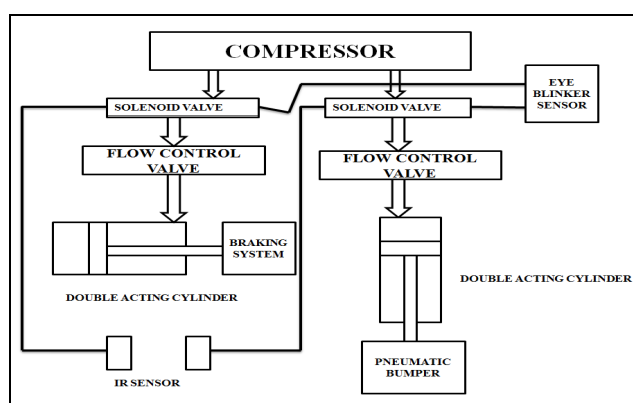 COMPRESSOR
SOLENOID VALVE
SOLENOID VALVE
EYE
BLINKER
SENSOR
FLOW CONTROL
VALVE
FLOW CONTROL
VALVE
BRAKING
SYSTEM
DOUBLE ACTING CYLINDER
DOUBLE ACTING CYLINDER
PNEUMATIC
BUMPER
IR SENSOR